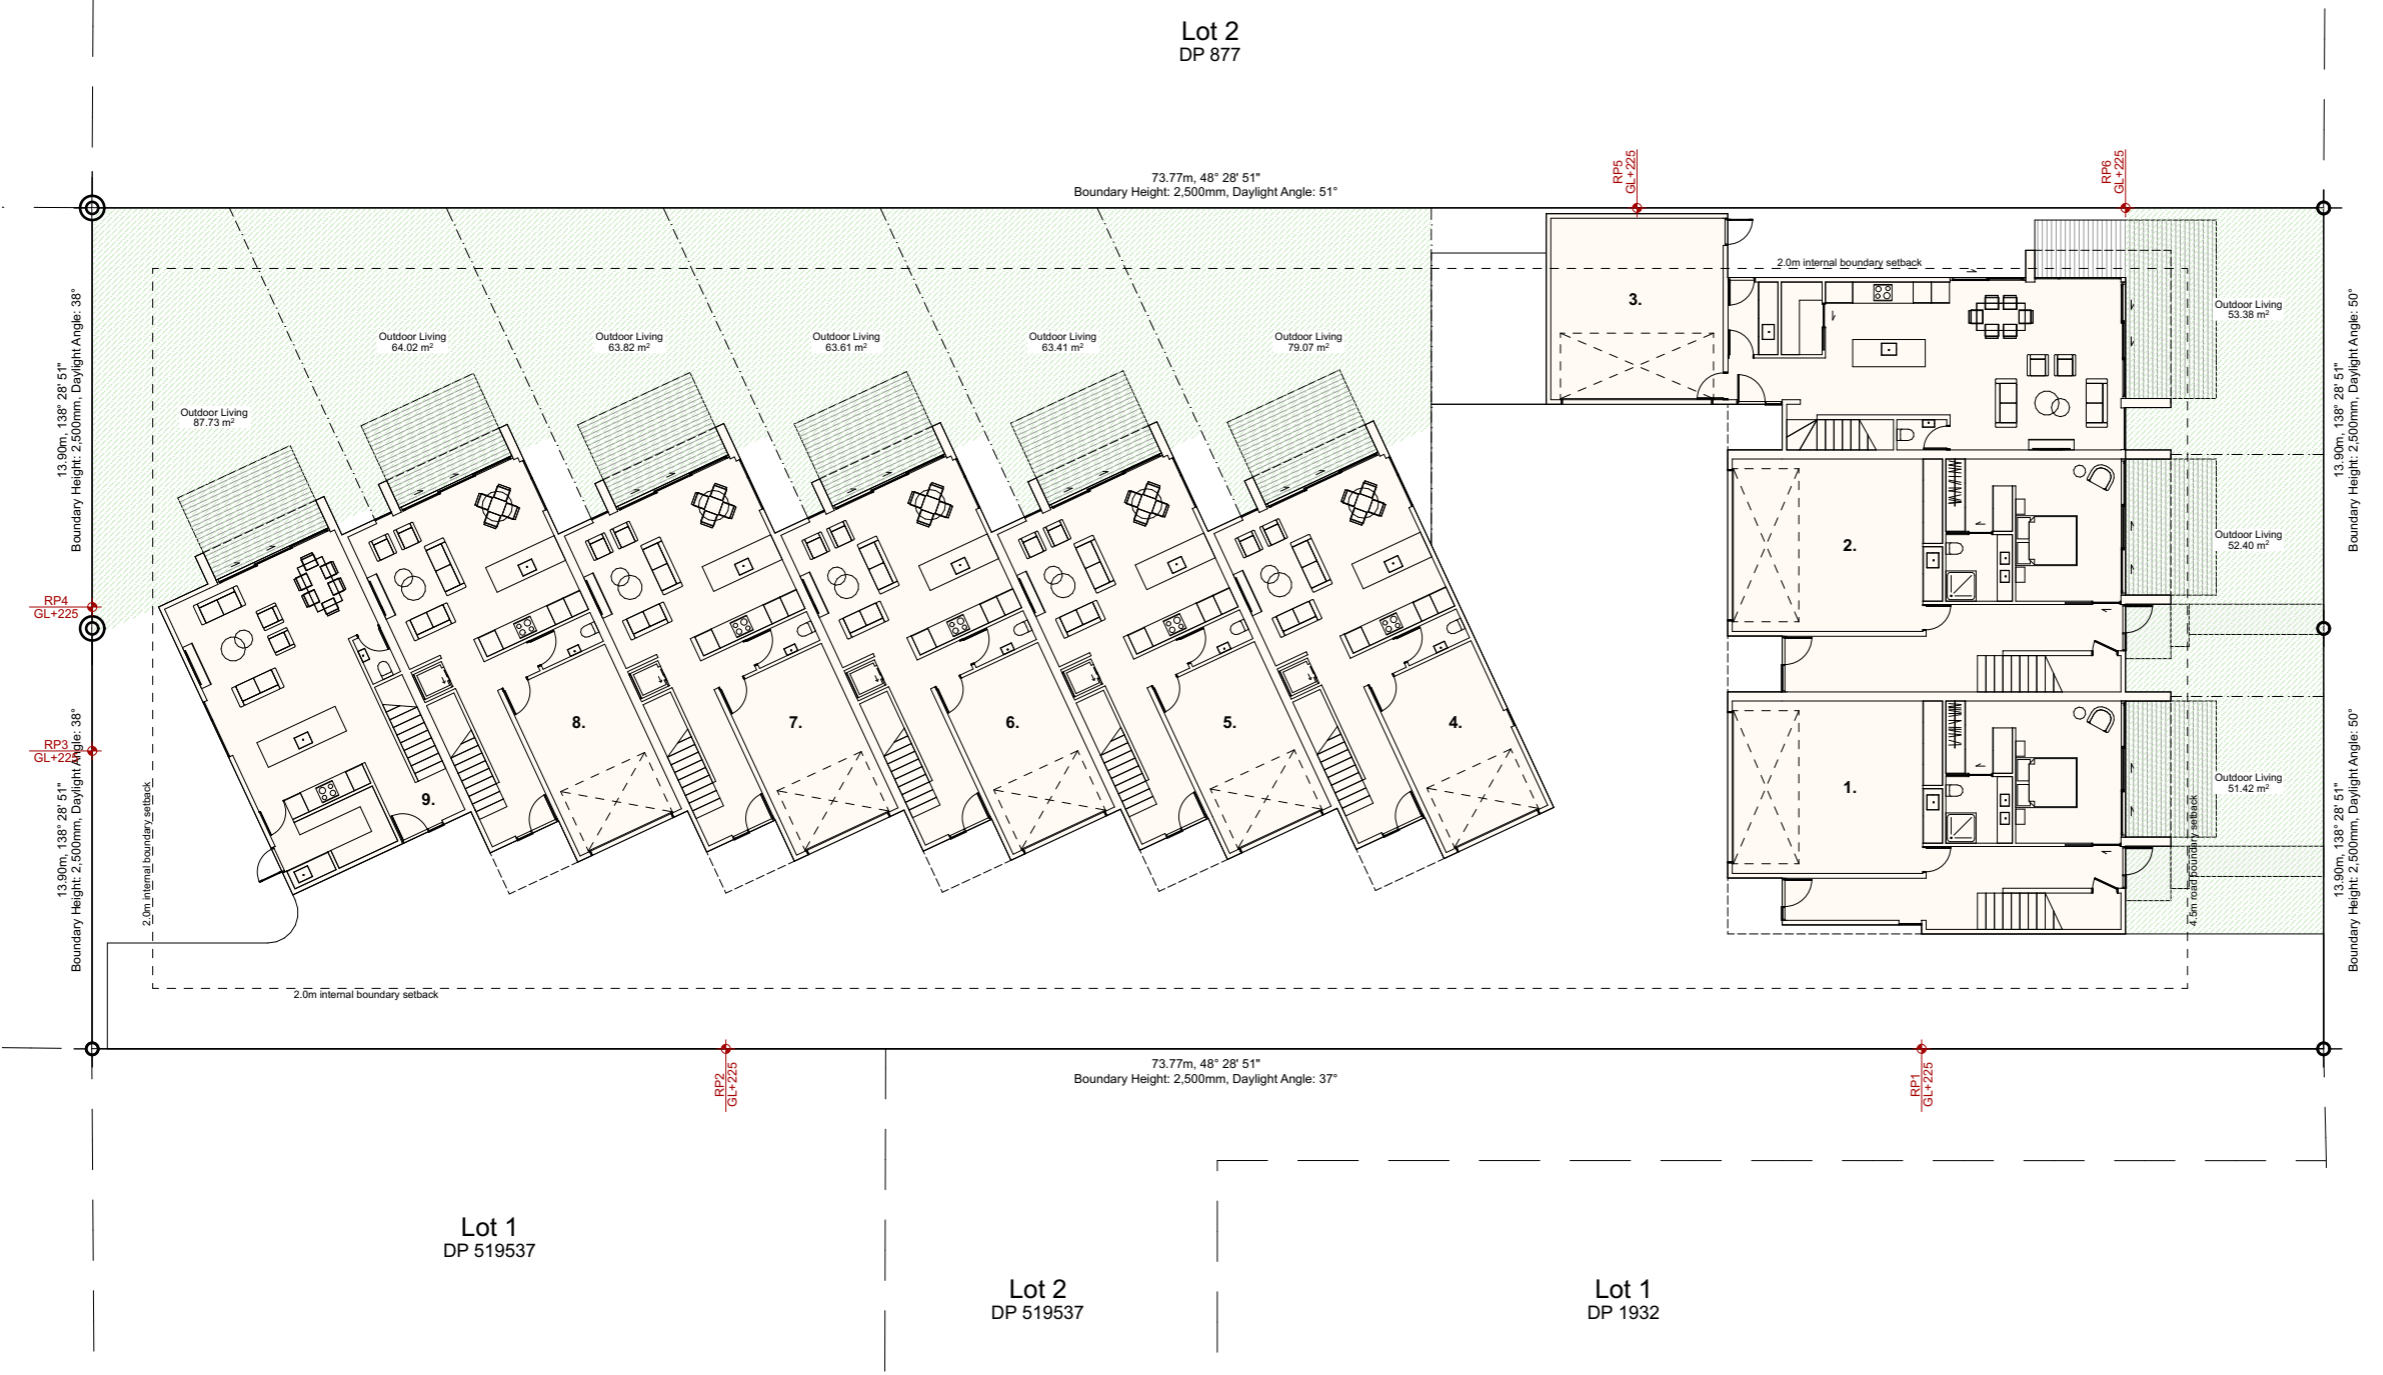 Lot 2
DP 877
73.77m, 48° 28' 51"
Boundary Height: 2,500mm, Daylight Angle: 51°
RP5
GL+225
RP6
GL+225
2.0m internal boundary setback
3.
Outdoor Living
53.38 m²
Outdoor Living
64.02 m²
Outdoor Living
63.82 m²
Outdoor Living
63.61 m²
Outdoor Living
63.41 m²
Outdoor Living
79.07 m²
Outdoor Living
87.73 m²
13.90m, 138° 28' 51"
Boundary Height: 2,500mm, Daylight Angle: 38°
13.90m, 138° 28' 51"
Boundary Height: 2,500mm, Daylight Angle: 50°
2.
Outdoor Living
52.40 m²
RP4
GL+225
RP3
GL+225
8.
7.
6.
5.
4.
9.
1.
Outdoor Living
51.42 m²
13.90m, 138° 28' 51"
Boundary Height: 2,500mm, Daylight Angle: 38°
2.0m internal boundary setback
4.5m road boundary setback
13.90m, 138° 28' 51"
Boundary Height: 2,500mm, Daylight Angle: 50°
2.0m internal boundary setback
73.77m, 48° 28' 51"
Boundary Height: 2,500mm, Daylight Angle: 37°
RP2
GL+225
RP1
GL+225
Lot 1
DP 519537
Lot 2
DP 519537
Lot 1
DP 1932